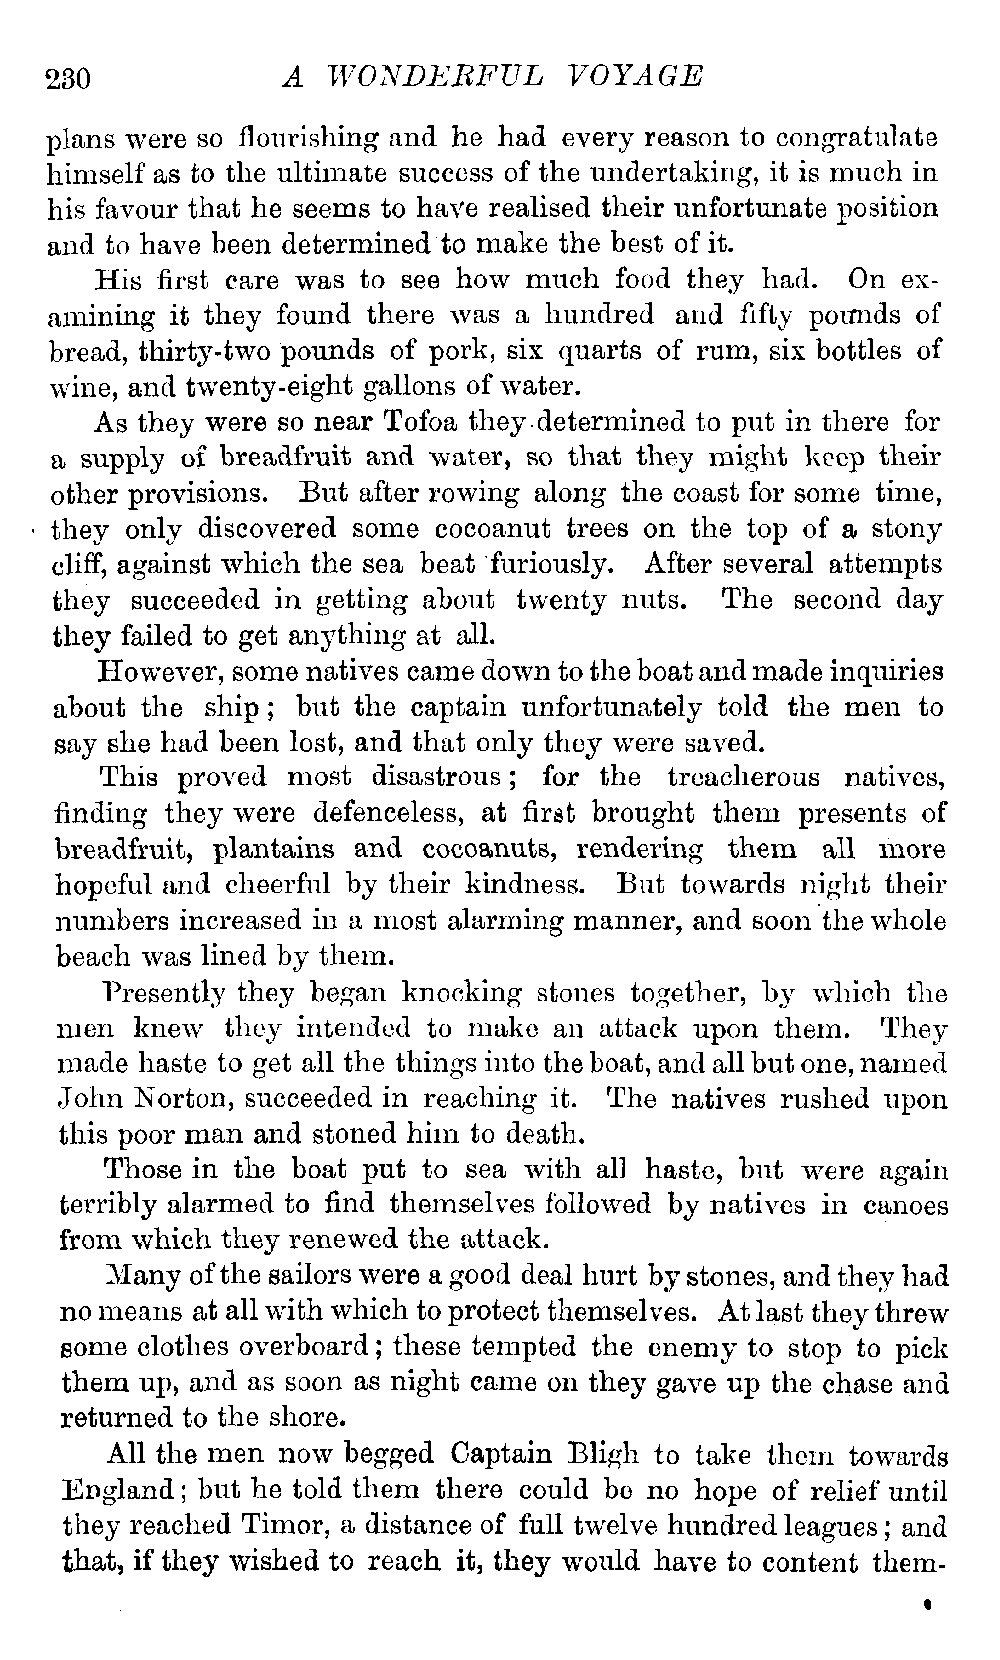 230 A WONDERFUL VOYAGE
plans were so flourishing and he had every reason to congratulate
himself as to the ultimate success of the undertaking, it is much in
his favour that he seems to have realised their unfortunate position
and to have been determined to make the best of it.
His first care was to see how much food they had. On ex-
amining it they found there was a hundred and fifty pounds of
bread, thirty-two pounds of pork, six quarts of rum, six bottles of
wine, and twenty-eight gallons of water.
As they were so near Tofoa they determined to put in there for
a supply of breadfruit and water, so that they might keep their
other provisions. But after rowing along the coast for some time,
they only discovered some cocoanut trees on the top of a stony
cliff, against which the sea beat furiously. After several attempts
they succeeded in getting about twenty nuts. The second day
they failed to get anything at all.
However, some natives came down to the boat and made inquiries
about the ship; but the captain unfortunately told the men to
say she had been lost, and that only they were saved.
This proved most disastrous; for the treacherous natives,
finding they were defenceless, at first brought them presents of
breadfruit, plantains and cocoanuts, rendering them all more
hopeful and cheerful by their kindness. But towards night their
numbers increased in a most alarming manner, and soon the whole
beach was lined by them.
Presently they began knocking stones together, by which the
men knew they intended to make an attack upon them. They
made haste to get all the things into the boat, and all but one, named
John Norton, succeeded in reaching it. The natives rushed upon
this poor man and stoned him to death.
Those in the boat put to sea with all haste, but were again
terribly alarmed to find themselves followed by natives in canoes
from which they renewed the attack.
Many of the sailors were a good deal hurt by stones, and they had
no means at all with which to protect themselves. At last they threw
some clothes overboard; these tempted the enemy to stop to pick
them up, and as soon as night came on they gave up the chase and
returned to the shore.
All the men now begged Captain Bligh to take them towards
England; but he told them there could be no hope of relief until
they reached Timor, a distance of full twelve hundred leagues; and
that, if they wished to reach it, they would have to content them-